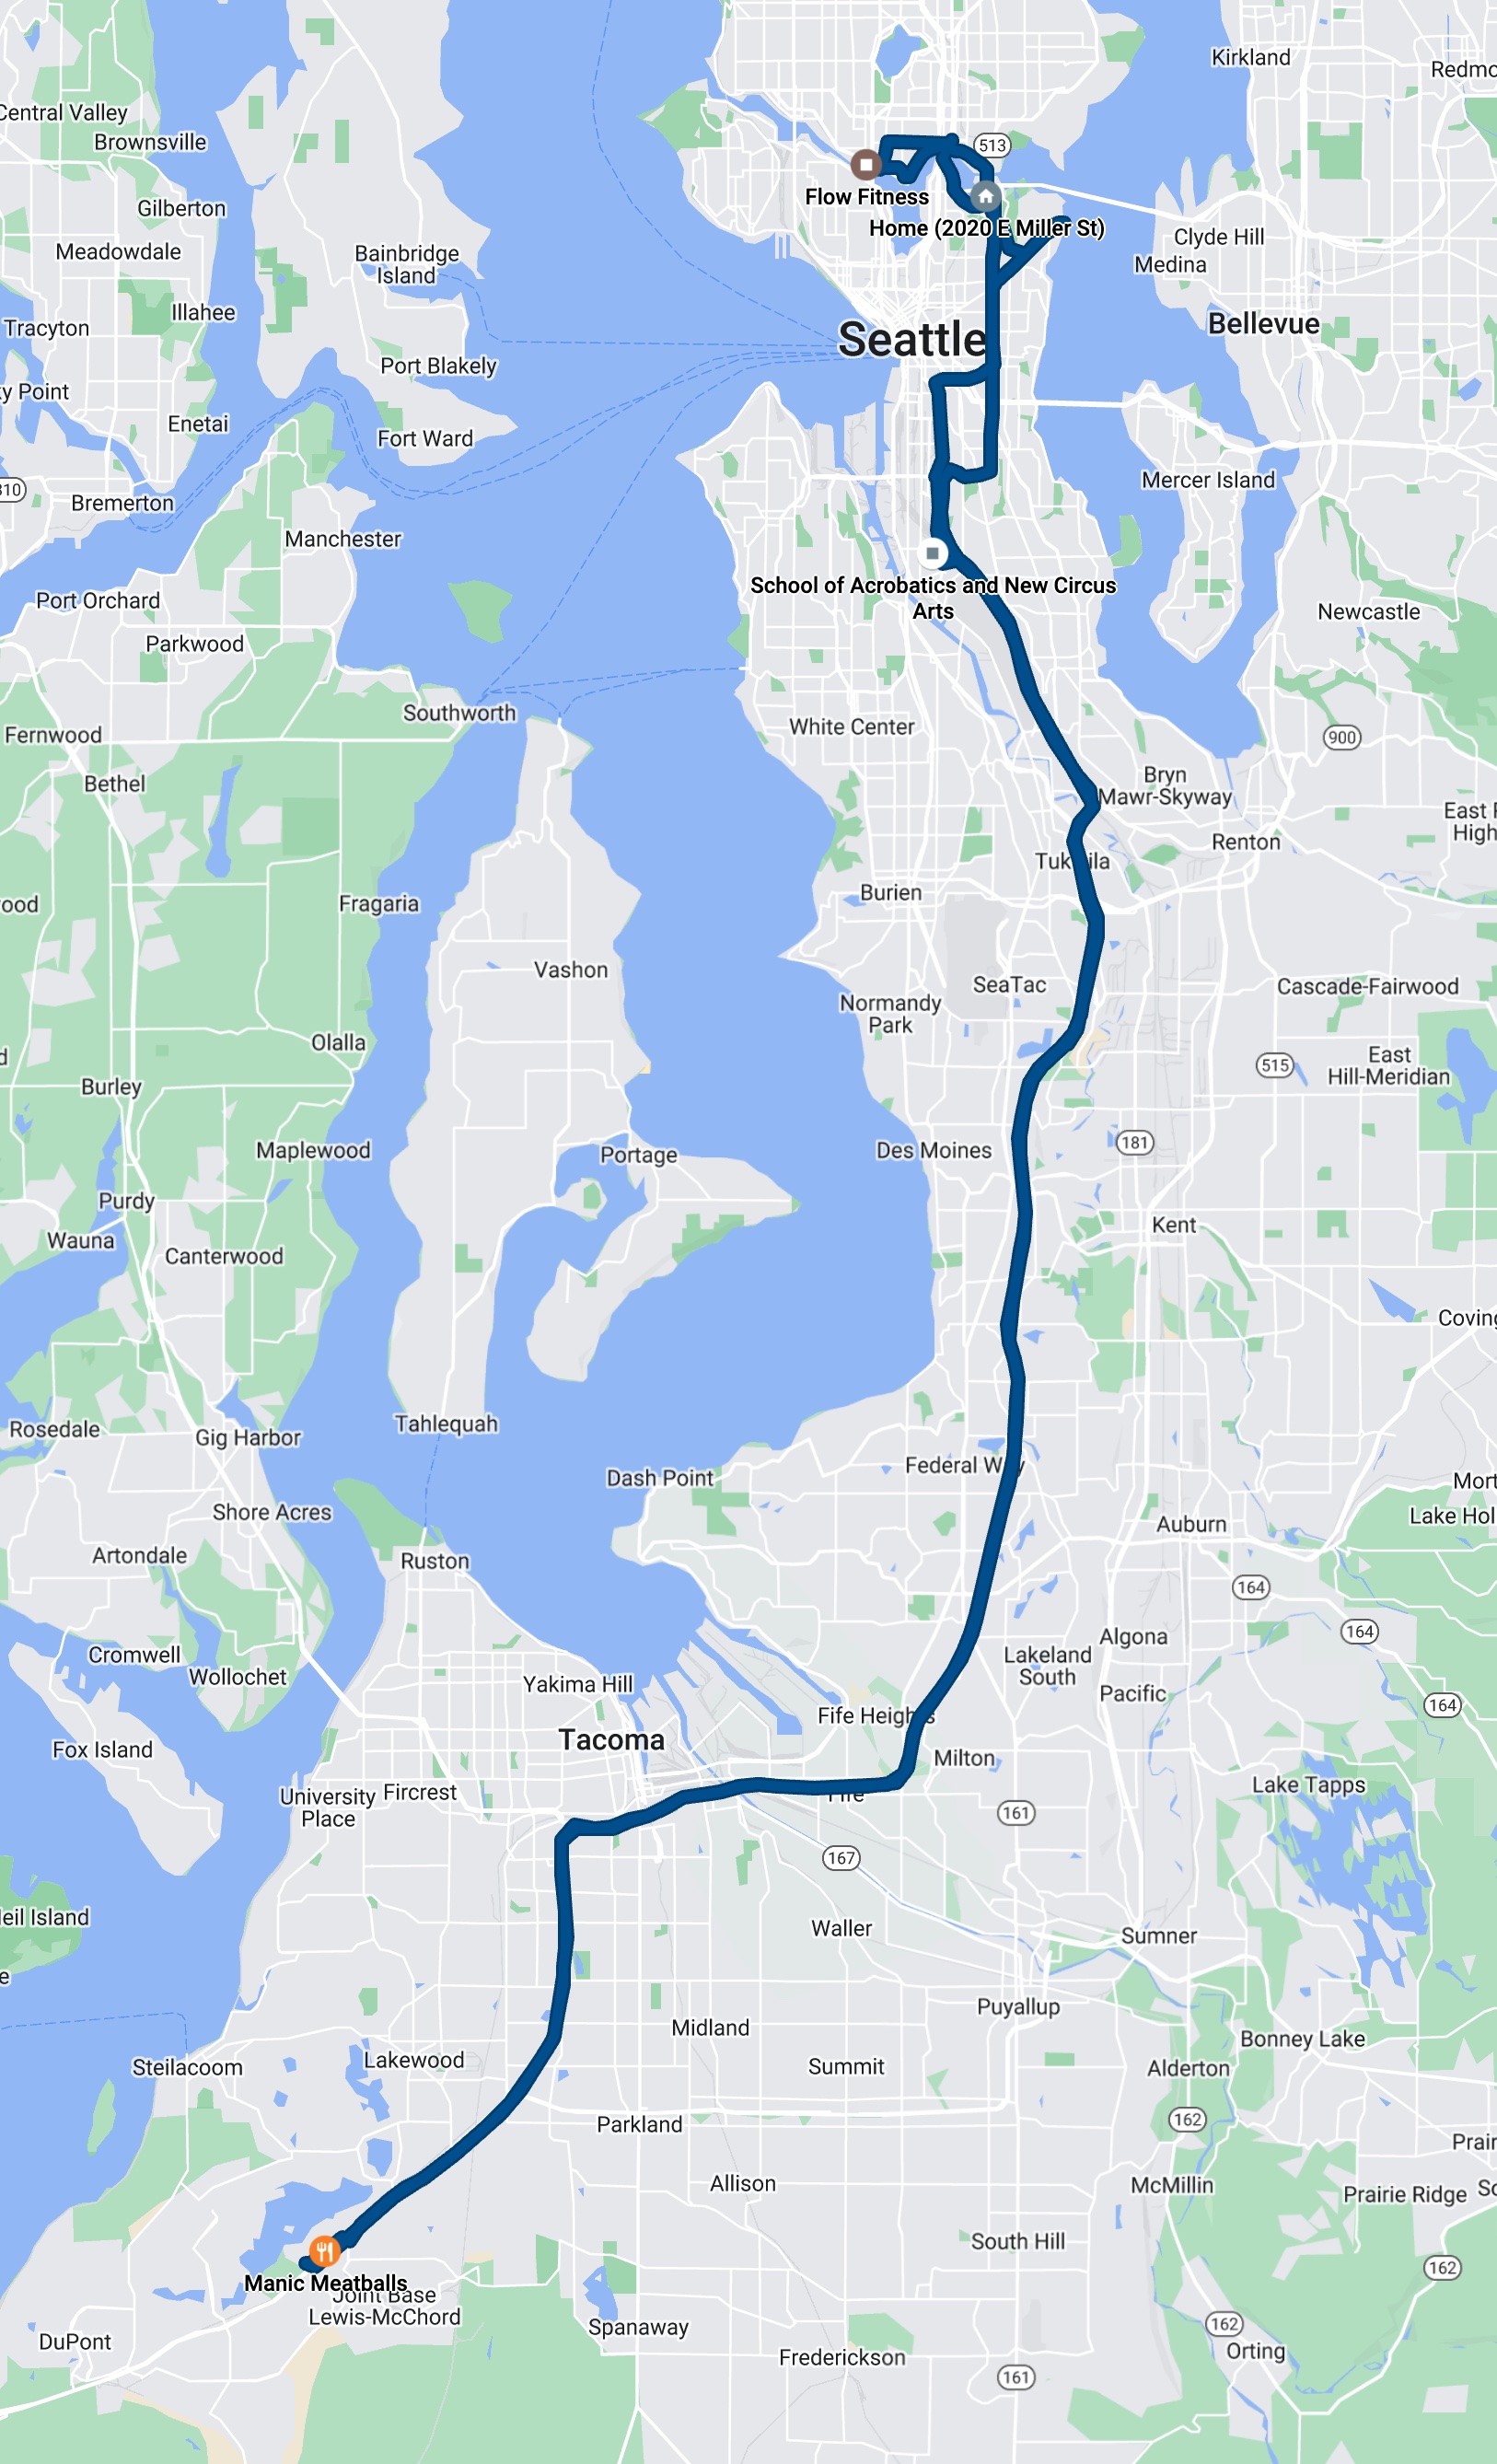 Kirkland
Redmo
Central Valley
Brownsville
513
Flow Fitness
Gilberton
Home (2020 E Miller St)
Clyde Hill
Meadowdale
Bainbridge
Island
Medina
Illahee
Tracyton
Seattle
Bellevue
Port Blakely
ky Point
Enetai
Fort Ward
310
Bremerton
Mercer Island
Manchester
School of Acrobatics and New Circus
Arts
Port Orchard
Newcastle
Parkwood
Southworth
White Center
Fernwood
900
Bethel
Bryn
Mawr-Skyway
East
High
Renton
Tukwila
Burien
ood
Fragaria
Vashon
SeaTac
Cascade-Fairwood
Normandy
Park
Olalla
d
East
Hill-Meridian
515
Burley
181
Maplewood
Portage
Des Moines
Purdy
Kent
Wauna
Canterwood
Coving
Tahlequah
Rosedale
Gig Harbor
Federal Way
Dash Point
Mort
Shore Acres
Lake Hol
Auburn
Artondale
Ruston
164
164
Algona
Cromwell
Lakeland
South
Wollochet
Yakima Hill
Pacific
164
Fife Heights
Tacoma
Fox Island
Milton
Lake Tapps
University
Place
Fircrest
Fife
161
167
eil Island
Waller
Sumner
e
Puyallup
Midland
Bonney Lake
Steilacoom
Lakewood
Summit
Alderton
162
Parkland
Prair
Allison
McMillin
Prairie Ridge
So
South Hill
162
Manic Meatballs
Joint Base
Lewis-McChord
162
Spanaway
DuPont
Orting
Frederickson
161